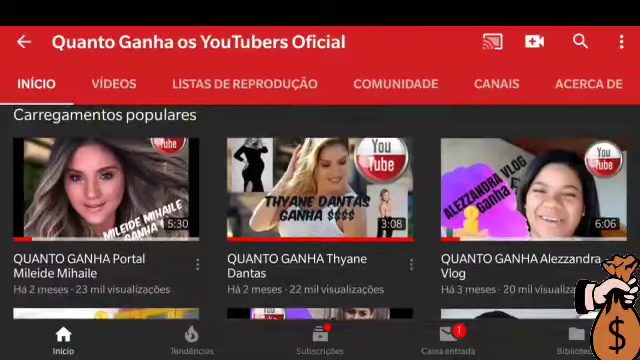 Quanto Ganha os YouTubers Oficial
INÍCIO VÍDEOS LISTAS DE REPRODUÇÃO COMUNIDADE CANAIS ACERCA DE
Carregamentos populares
You Tube
MILEIDE MIHAILE
GANHA $
5:30
You Tube
THYANE DANTAS
GANHA $$$$
3:08
You Tube
ALEZZANDRA VLOG
Ganha $
6:06
QUANTO GANHA Portal
Mileide Mihaile
Há 2 meses · 23 mil visualizações
QUANTO GANHA Thyane
Dantas
Há 2 meses · 22 mil visualizações
QUANTO GANHA Alezzandra
Vlog
Há 3 meses · 20 mil
Início Tendências Subscrições Caixa entrada 1
$